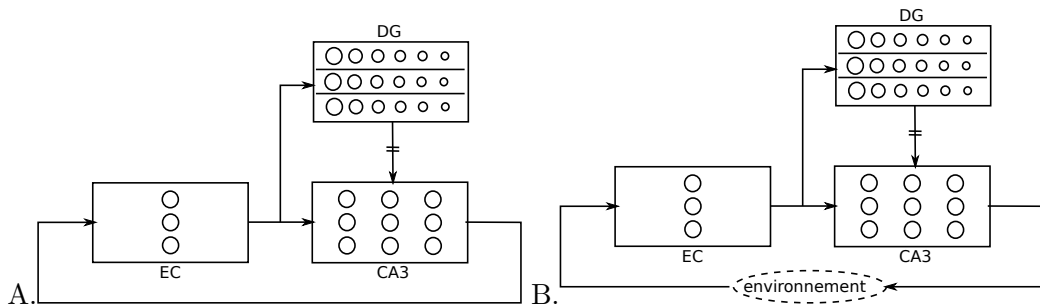 DG
EC
CA3
A.
DG
EC
CA3
environnement
B.